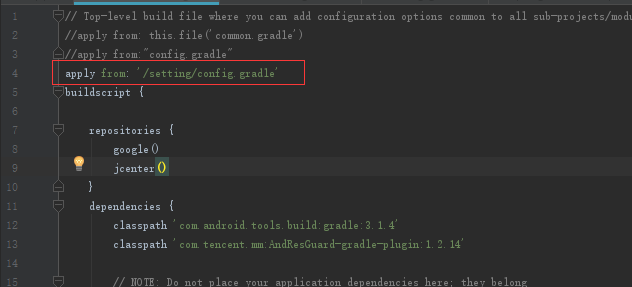 1 // Top-level build file where you can add configuration options common to all sub-projects/modu
2 //apply from: this.file('common.gradle')
3 //apply from:"config.gradle"
4 apply from: '/setting/config.gradle'
5 buildscript {
6
7 repositories {
8 google()
9 jcenter()
10 }
11 dependencies {
12 classpath 'com.android.tools.build:gradle:3.1.4'
13 classpath 'com.tencent.mm:AndResGuard-gradle-plugin:1.2.14'
14
15 // NOTE: Do not place your application dependencies here; they belong